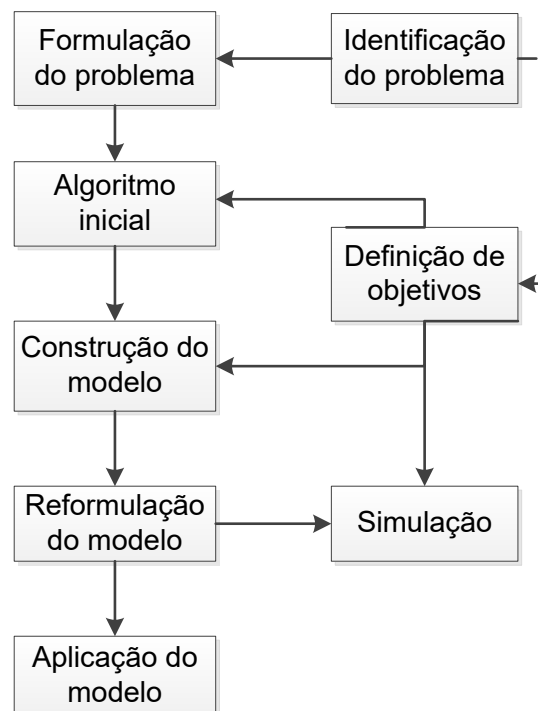 Formulação
do problema
Identificação
do problema
Algoritmo
inicial
Definição de
objetivos
Construção do
modelo
Reformulação
do modelo
Simulação
Aplicação do
modelo